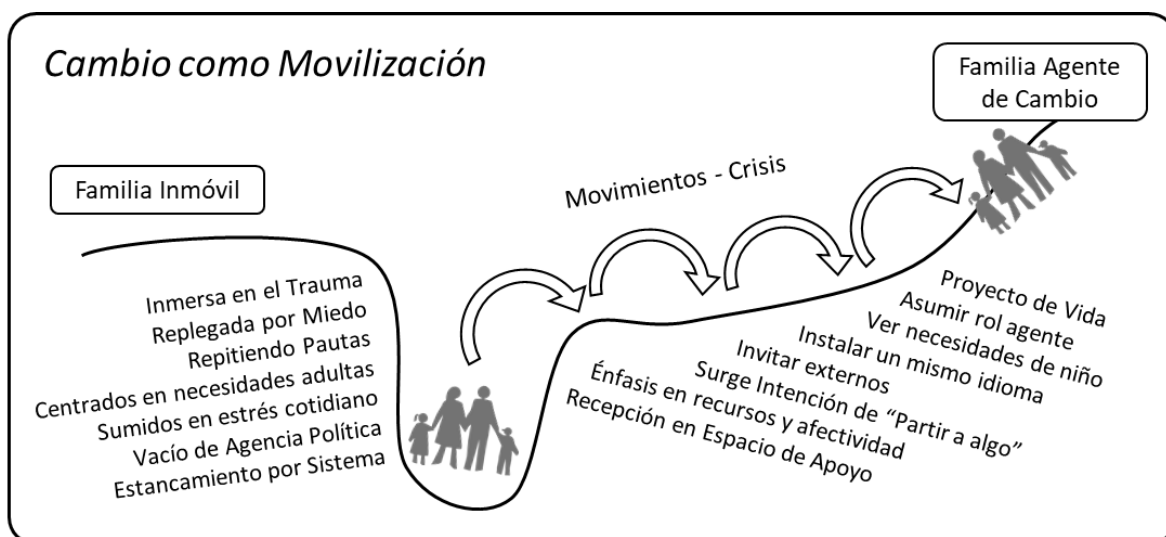 Cambio como Movilización
Familia Agente
de Cambio
Familia Inmóvil
Movimientos - Crisis
Inmersa en el Trauma
Replegada por Miedo
Repitiendo Pautas
Centrados en necesidades adultas
Sumidos en estrés cotidiano
Vacío de Agencia Política
Estancamiento por Sistema
Proyecto de Vida
Asumir rol agente
Ver necesidades de niño
Instalar un mismo idioma
Invitar externos
Surge Intención de “Partir a algo”
Énfasis en recursos y afectividad
Recepción en Espacio de Apoyo